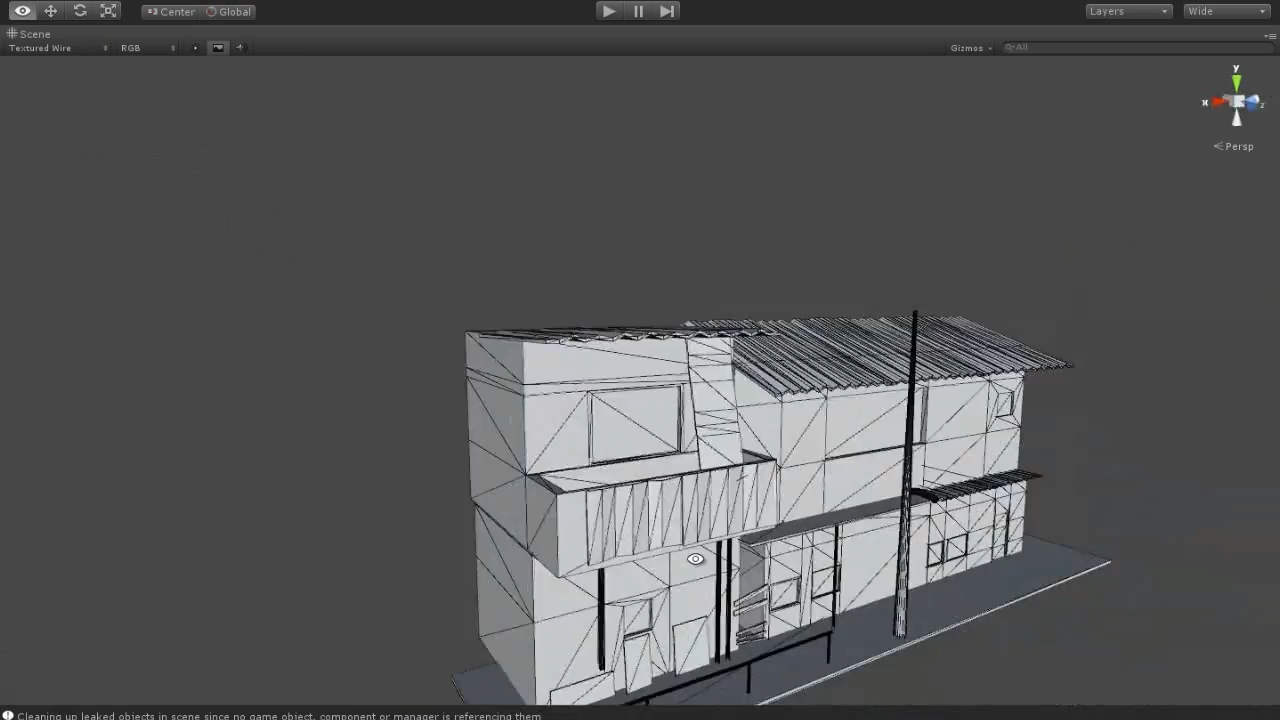 Center Global Layers Wide
Scene
Textured Wire RGB Gizmos All
y
x z
Persp
Cleaning up leaked objects in scene since no game object, component or manager is referencing them